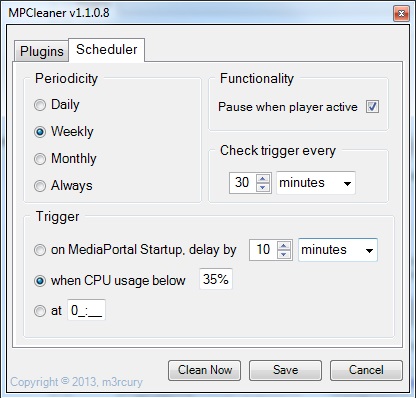 MPCleaner v1.1.0.8
Plugins Scheduler
Periodicity
Daily
Weekly
Monthly
Always
Functionality
Pause when player active
Check trigger every
30 minutes
Trigger
on MediaPortal Startup, delay by 10 minutes
when CPU usage below 35%
at 0_:__
Clean Now Save Cancel
Copyright © 2013, m3rcury